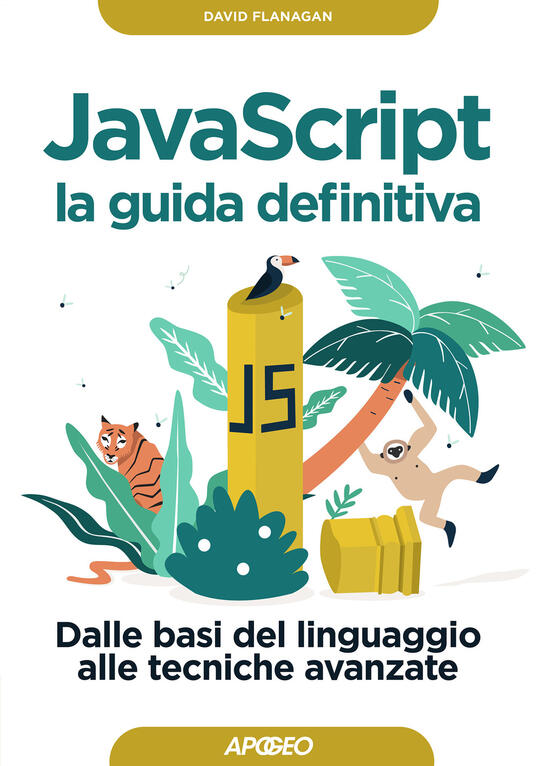 DAVID FLANAGAN
JavaScript
la guida definitiva
JS
Dalle basi del linguaggio
alle tecniche avanzate
APOGEO